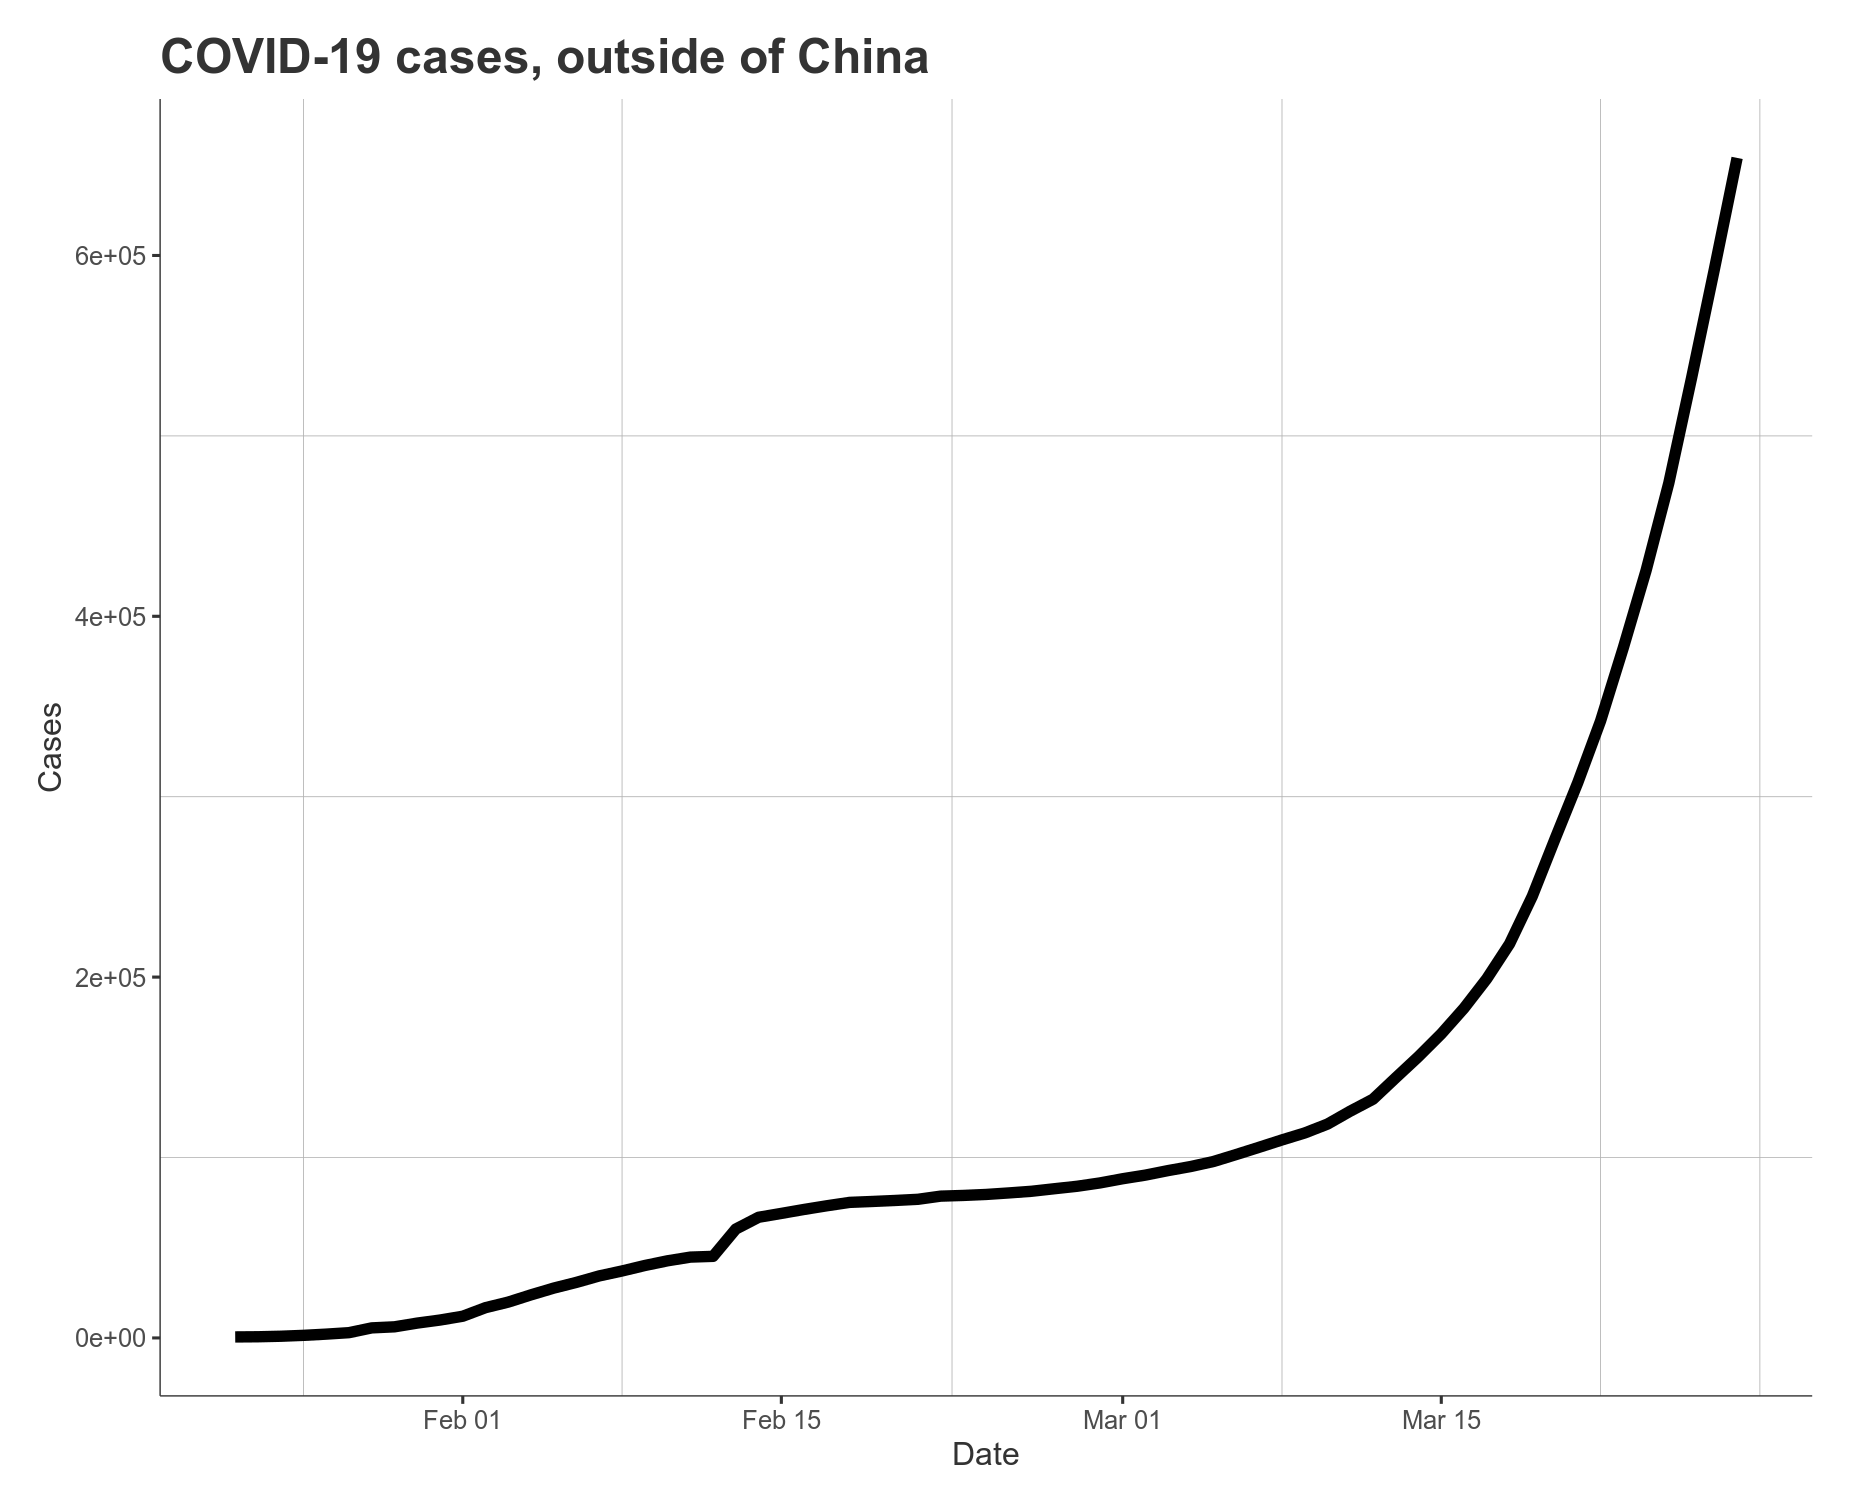 COVID-19 cases, outside of China
6e+05
4e+05
Cases
2e+05
0e+00
Feb 01 Feb 15 Mar 01 Mar 15
Date